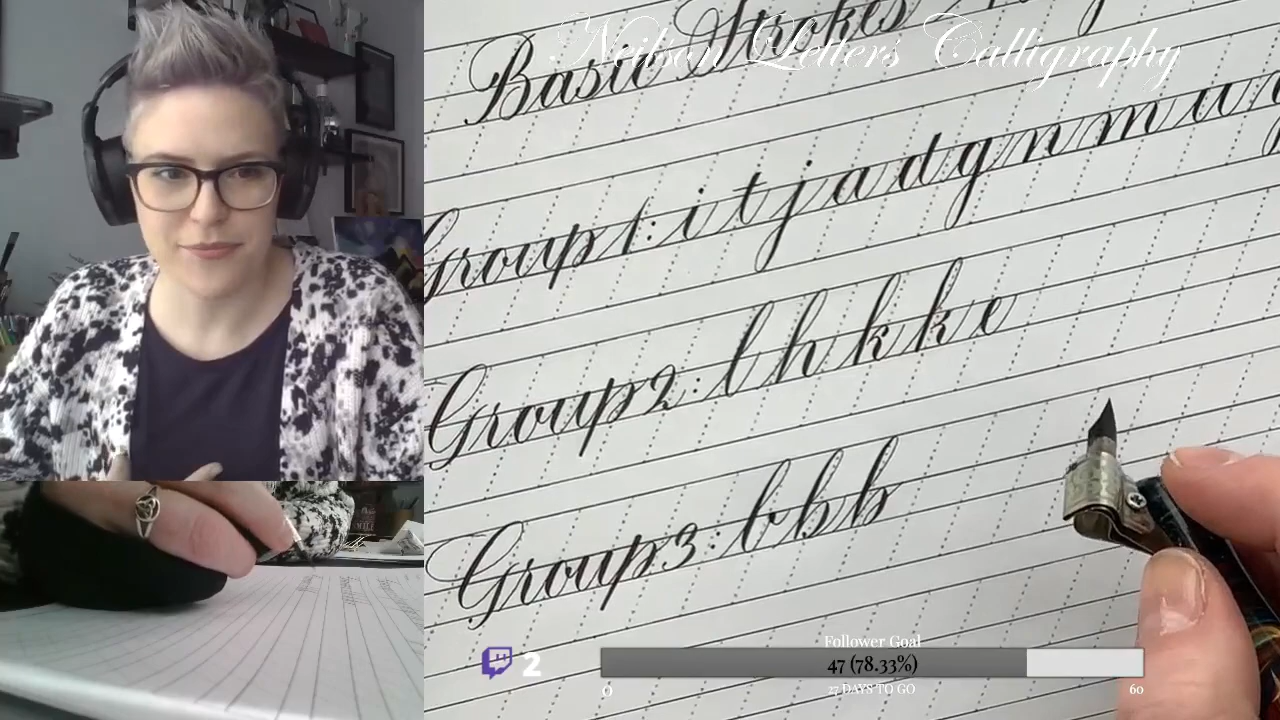 Neilson Letters Calligraphy
Basic Strokes
Group 1: i t j a d g n m u
Group 2: l h k k e
Group 3: b b b
Follower Goal
2
47 (78.33%)
0 27 DAYS TO GO 60